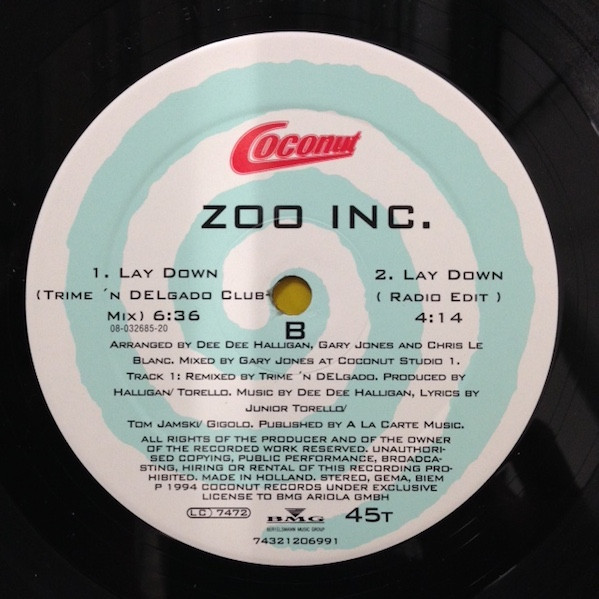 Coconut
ZOO INC.
1. LAY DOWN
(TRIME ´N DELGADO CLUB-
MIX) 6:36
08-032685-20
2. LAY DOWN
( RADIO EDIT )
4:14
B
ARRANGED BY DEE DEE HALLIGAN, GARY JONES AND CHRIS LE
BLANC. MIXED BY GARY JONES AT COCONUT STUDIO 1.
TRACK 1: REMIXED BY TRIME ´N DELGADO. PRODUCED BY
HALLIGAN/ TORELLO. MUSIC BY DEE DEE HALLIGAN, LYRICS BY
JUNIOR TORELLO/
TOM JAMSKI/ GIGOLO. PUBLISHED BY A LA CARTE MUSIC.
ALL RIGHTS OF THE PRODUCER AND OF THE OWNER
OF THE RECORDED WORK RESERVED. UNAUTHORI-
SED COPYING, PUBLIC PERFORMANCE, BROADCA-
STING, HIRING OR RENTAL OF THIS RECORDING PRO-
HIBITED. MADE IN HOLLAND. STEREO, GEMA, BIEM
P 1994 COCONUT RECORDS UNDER EXCLUSIVE
LICENSE TO BMG ARIOLA GMBH
LC 7472
BMG
BERTELSMANN MUSIC GROUP
45T
74321206991